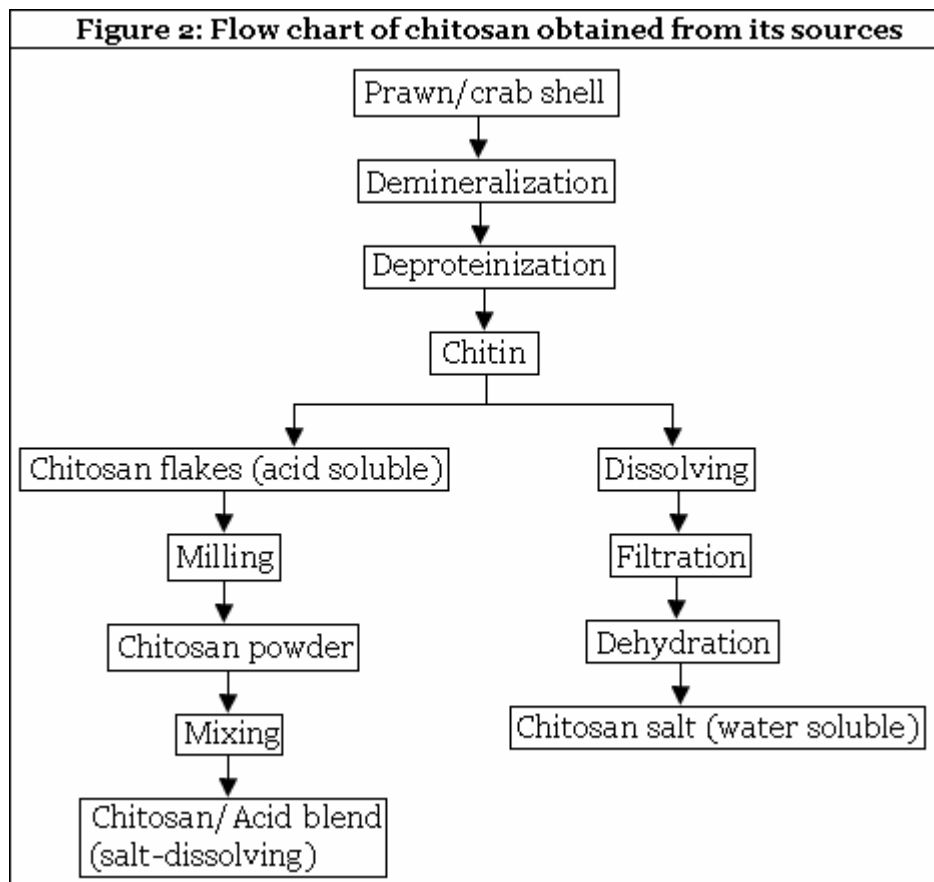 Figure 2: Flow chart of chitosan obtained from its sources
Prawn/crab shell
Demineralization
Deproteinization
Chitin
Chitosan flakes (acid soluble)
Milling
Chitosan powder
Mixing
Chitosan/Acid blend
(salt-dissolving)
Dissolving
Filtration
Dehydration
Chitosan salt (water soluble)